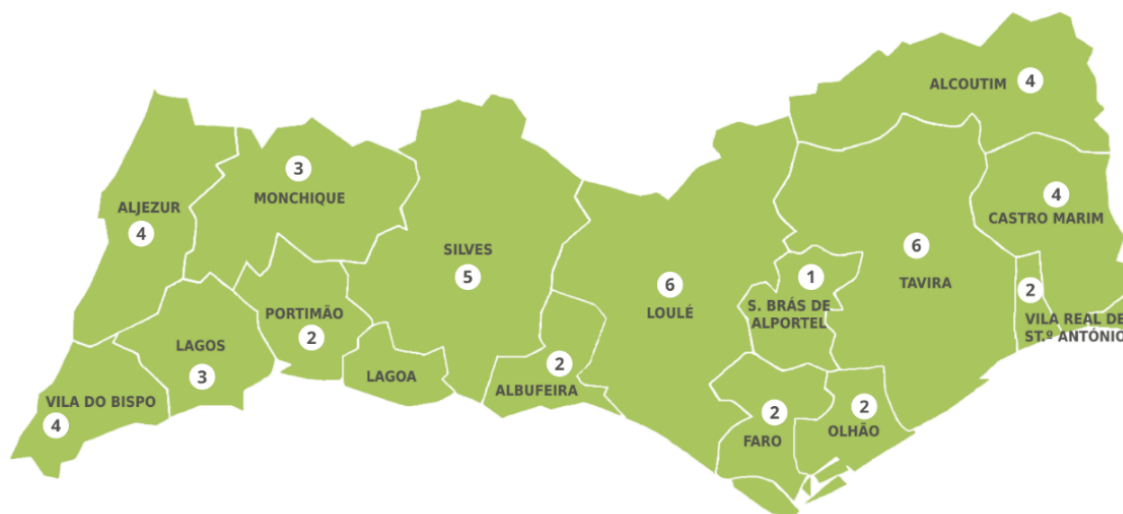 ALCOUTIM
4
3
MONCHIQUE
ALJEZUR
4
4
CASTRO MARIM
SILVES
5
6
TAVIRA
6
LOULÉ
1
S. BRÁS DE
ALPORTEL
2
VILA REAL DE
ST.º ANTÓNIO
PORTIMÃO
2
LAGOS
3
LAGOA
2
ALBUFEIRA
VILA DO BISPO
4
2
FARO
2
OLHÃO